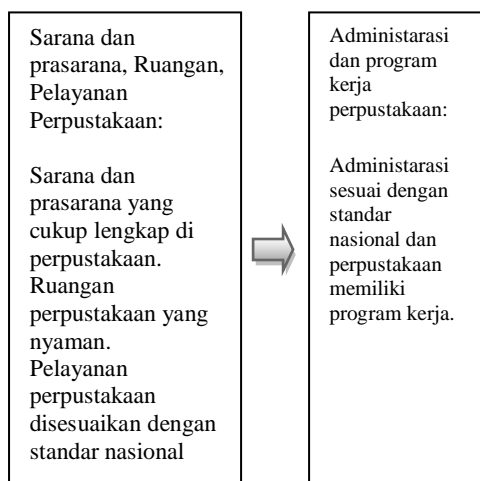 Sarana dan
prasarana, Ruangan,
Pelayanan
Perpustakaan:
Sarana dan
prasarana yang
cukup lengkap di
perpustakaan.
Ruangan
perpustakaan yang
nyaman.
Pelayanan
perpustakaan
disesuaikan dengan
standar nasional
Administarasi
dan program
kerja
perpustakaan:
Administarasi
sesuai dengan
standar
nasional dan
perpustakaan
memiliki
program kerja.